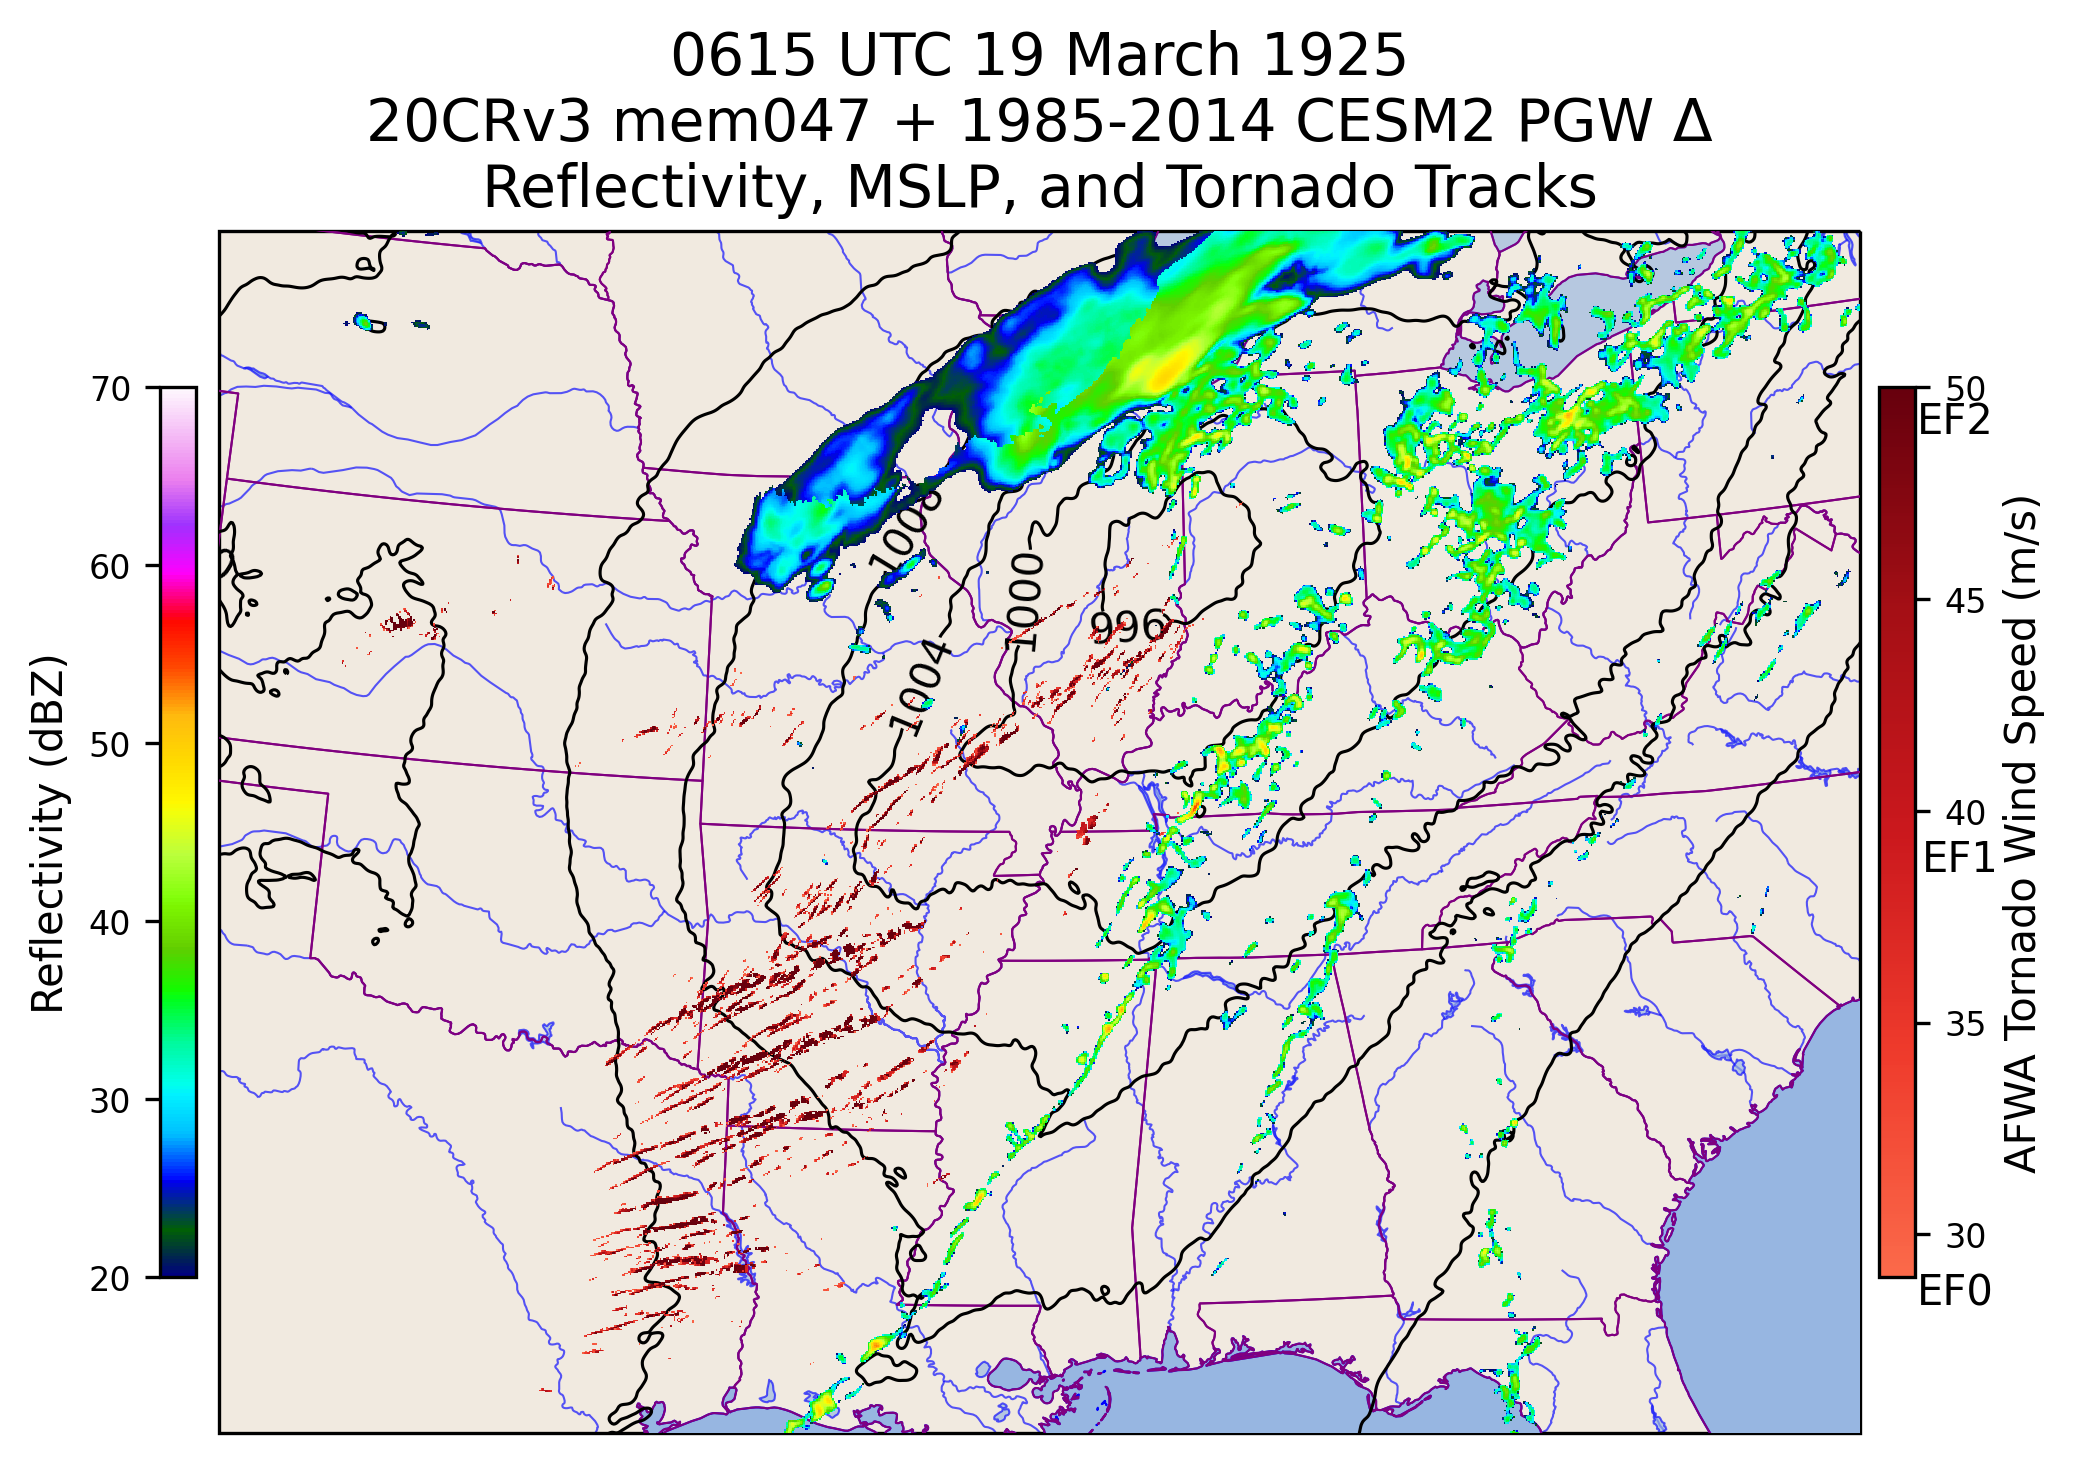 0615 UTC 19 March 1925
20CRv3 mem047 + 1985-2014 CESM2 PGW Δ
Reflectivity, MSLP, and Tornado Tracks
Reflectivity (dBZ)
70
60
50
40
30
20
1008
1000
996
1004
50
EF2
45
40
EF1
35
30
EF0
AFWA Tornado Wind Speed (m/s)